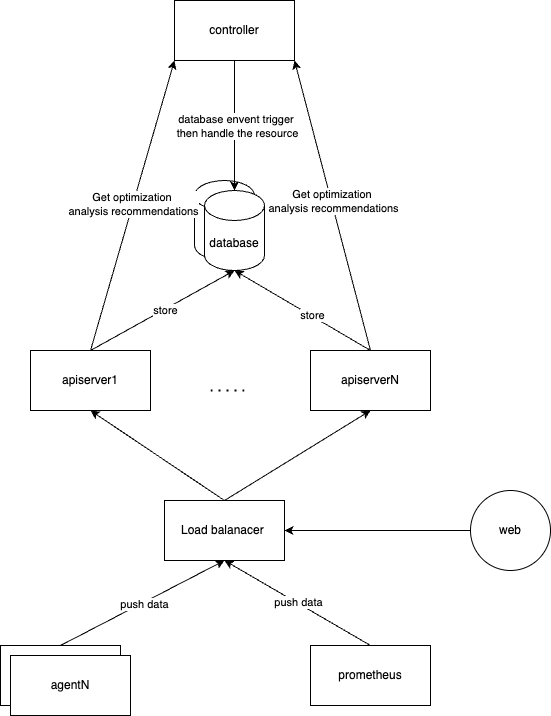 controller
database envent trigger
then handle the resource
Get optimization
analysis recommendations
Get optimization
analysis recommendations
database
store
store
apiserver1
.....
apiserverN
Load balanacer
web
push data
push data
agentN
prometheus